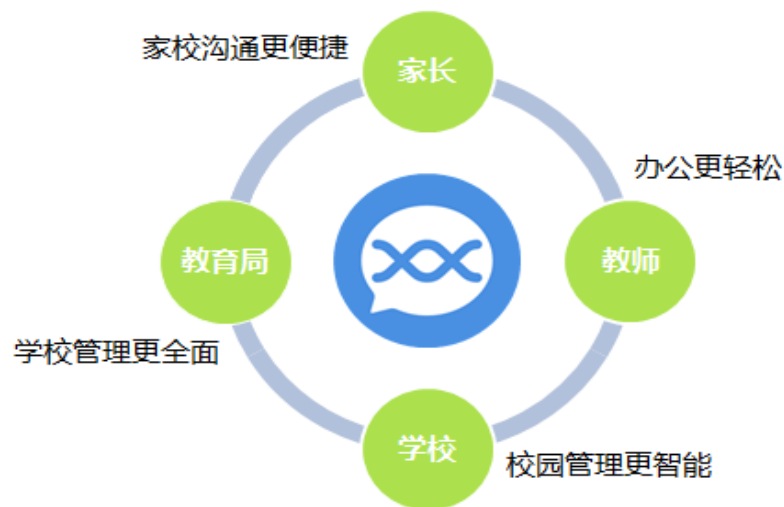 家校沟通更便捷
家长
办公更轻松
教育局
教师
学校管理更全面
学校
校园管理更智能